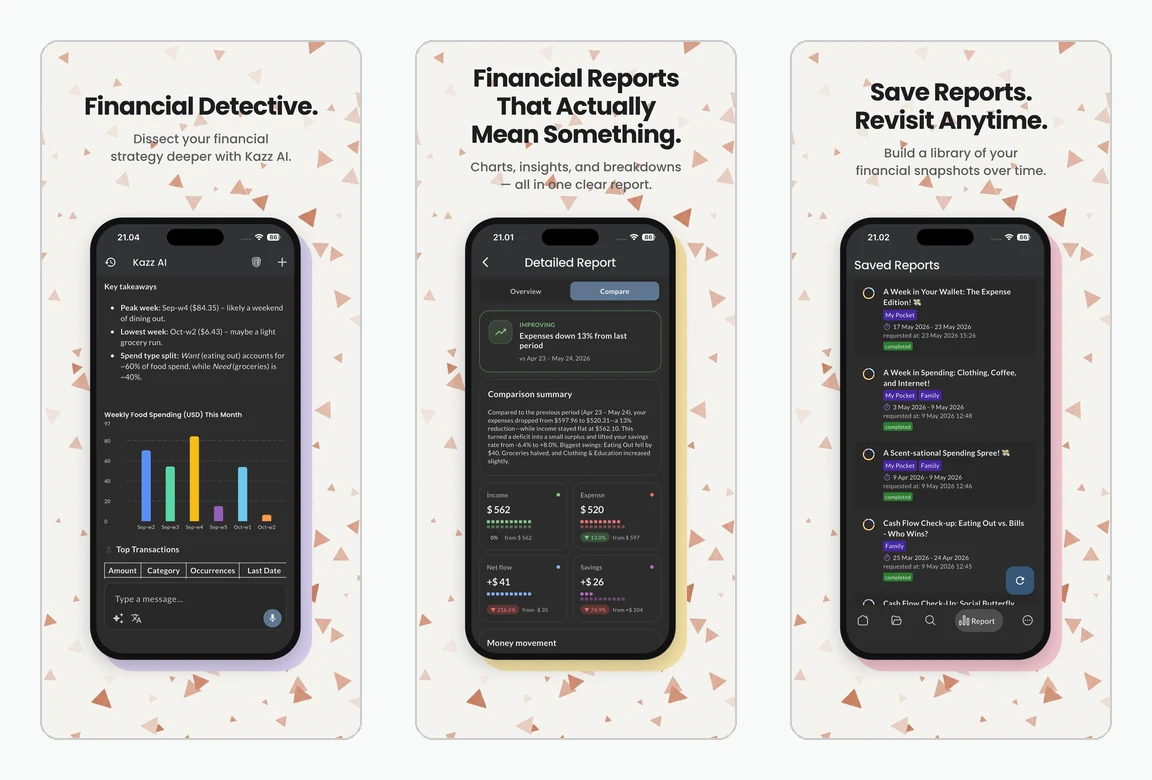 Financial Detective.
Dissect your financial
strategy deeper with Kazz AI.
21.04
86
Kazz AI
Key takeaways
• Peak week: Sep-w4 ($84.35) – likely a weekend
of dining out.
• Lowest week: Oct-w2 ($6.43) – maybe a light
grocery run.
• Spend type split: Want (eating out) accounts for
~60% of food spend, while Need (groceries) is
~40%.
Weekly Food Spending (USD) This Month
97
80
60
40
20
0
Sep-w2 Sep-w3 Sep-w4 Sep-w5 Oct-w1 Oct-w2
Top Transactions
Amount Category Occurrences Last Date
Type a message...
Financial Reports
That Actually
Mean Something.
Charts, insights, and breakdowns
— all in one clear report.
21.01
86
Detailed Report
Overview Compare
IMPROVING
Expenses down 13% from last
period
vs Apr 23 - May 24, 2026
Comparison summary
Compared to the previous period (Apr 23 – May 24), your
expenses dropped from $597.96 to $520.31—a 13%
reduction—while income stayed flat at $562.10. This
turned a deficit into a small surplus and lifted your savings
rate from -6.4% to +8.0%. Biggest swings: Eating Out fell by
$40, Groceries halved, and Clothing & Education increased
slightly.
Income
$ 562
0% from $ 562
Expense
$ 520
▼ 13.0% from $ 597
Net flow
+$ 41
▼ 216.5% from -$ 35
Savings
+$ 26
▼ 74.9% from +$ 104
Money movement
Save Reports.
Revisit Anytime.
Build a library of your
financial snapshots over time.
21.02
86
Saved Reports
A Week in Your Wallet: The Expense
Edition! 💸
My Pocket
17 May 2026 - 23 May 2026
requested at: 23 May 2026 15:26
completed
A Week in Spending: Clothing, Coffee,
and Internet!
My Pocket Family
3 May 2026 - 9 May 2026
requested at: 9 May 2026 12:48
completed
A Scent-sational Spending Spree! 💸
My Pocket Family
9 Apr 2026 - 9 May 2026
requested at: 9 May 2026 12:46
completed
Cash Flow Check-up: Eating Out vs. Bills
- Who Wins?
Family
25 Mar 2026 - 24 Apr 2026
requested at: 9 May 2026 12:45
completed
Cash Flow Check-Up: Social Butterfly
Report